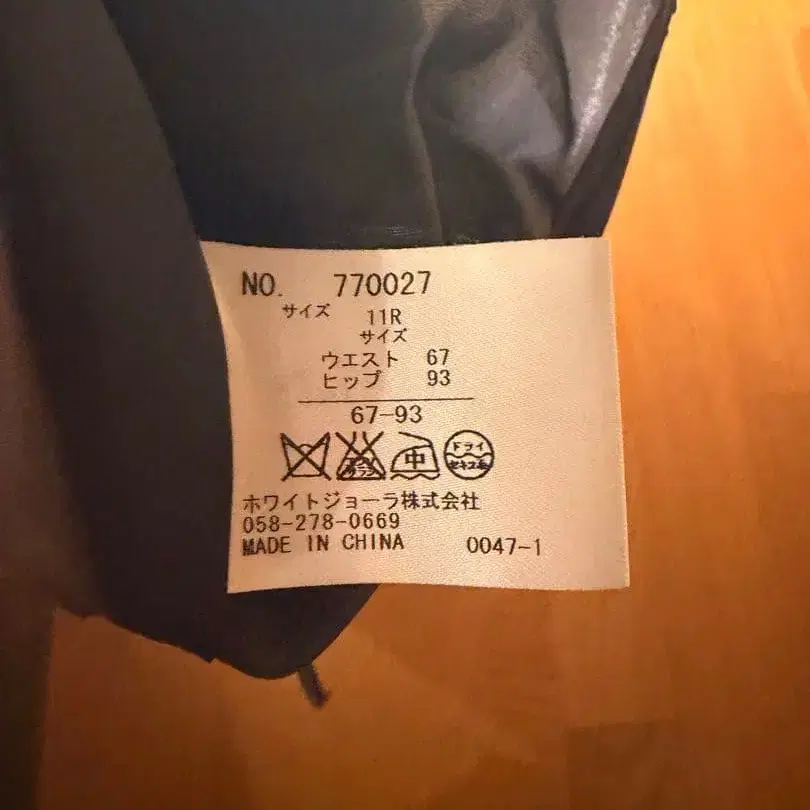 NO. 770027
サイズ 11R
サイズ
ウエスト 67
ヒップ 93
67-93
中 ドライ
ホワイトジョーラ株式会社
058-278-0669
MADE IN CHINA 0047-1